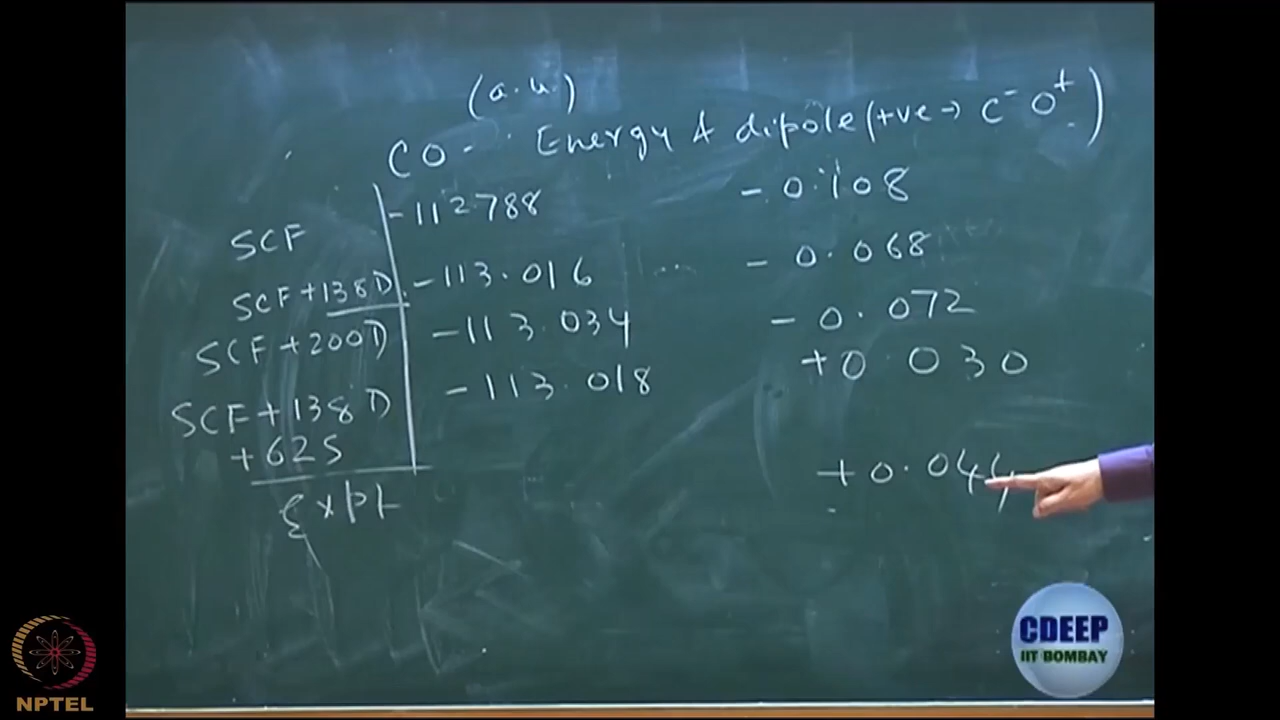 (a.u.)
CO - Energy & dipole (+ve → C⁻ O⁺)
SCF -112.788 - 0.108
SCF+138D -113.016 ... - 0.068
SCF+200D -113.034 - 0.072
SCF+138D -113.018 +0.030
+62S
Expt +0.044
CDEEP
IIT BOMBAY
NPTEL